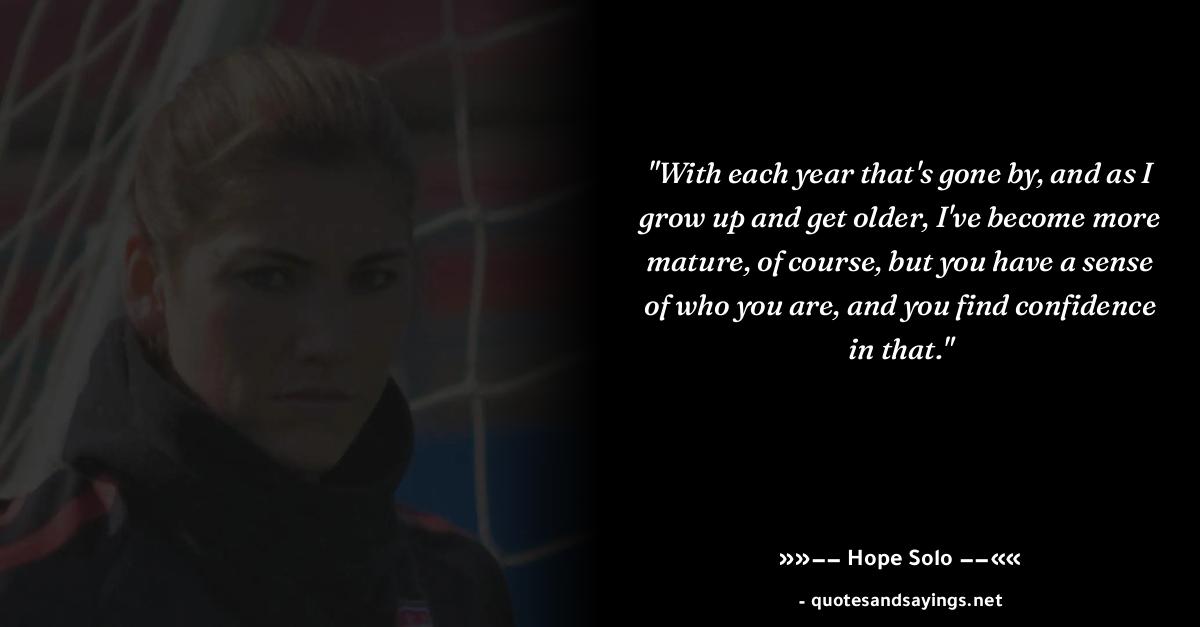 "With each year that's gone by, and as I
grow up and get older, I've become more
mature, of course, but you have a sense
of who you are, and you find confidence
in that."
»»−− Hope Solo −−««
- quotesandsayings.net